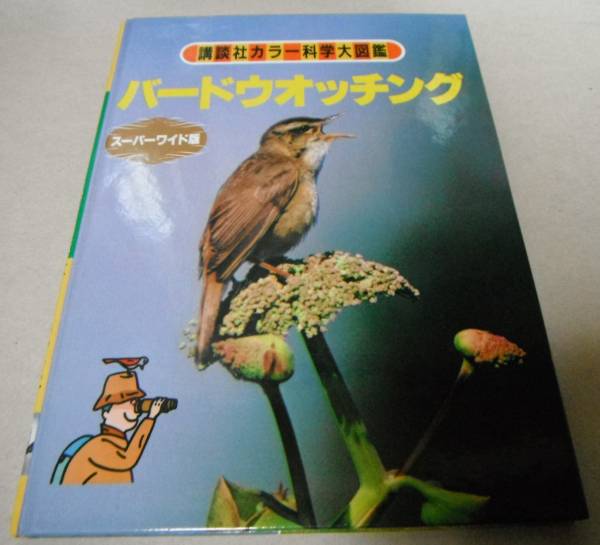 講談社カラー科学大図鑑
バードウオッチング
スーパーワイド版